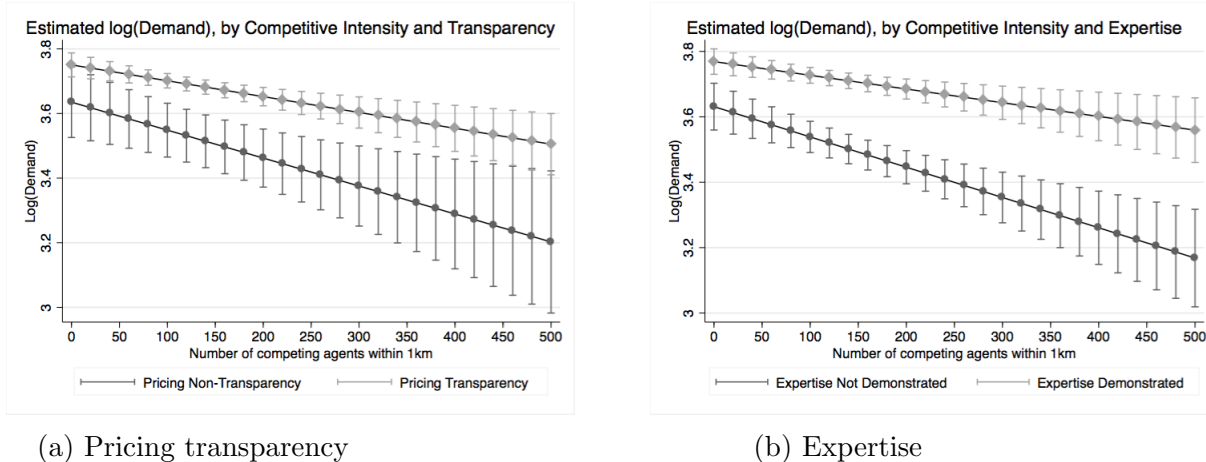 Estimated log(Demand), by Competitive Intensity and Transparency
Log(Demand)
3.8
3.6
3.4
3.2
3
0 50 100 150 200 250 300 350 400 450 500
Number of competing agents within 1km
Pricing Non-Transparency Pricing Transparency
(a) Pricing transparency
Estimated log(Demand), by Competitive Intensity and Expertise
Log(Demand)
3.8
3.6
3.4
3.2
3
0 50 100 150 200 250 300 350 400 450 500
Number of competing agents within 1km
Expertise Not Demonstrated Expertise Demonstrated
(b) Expertise